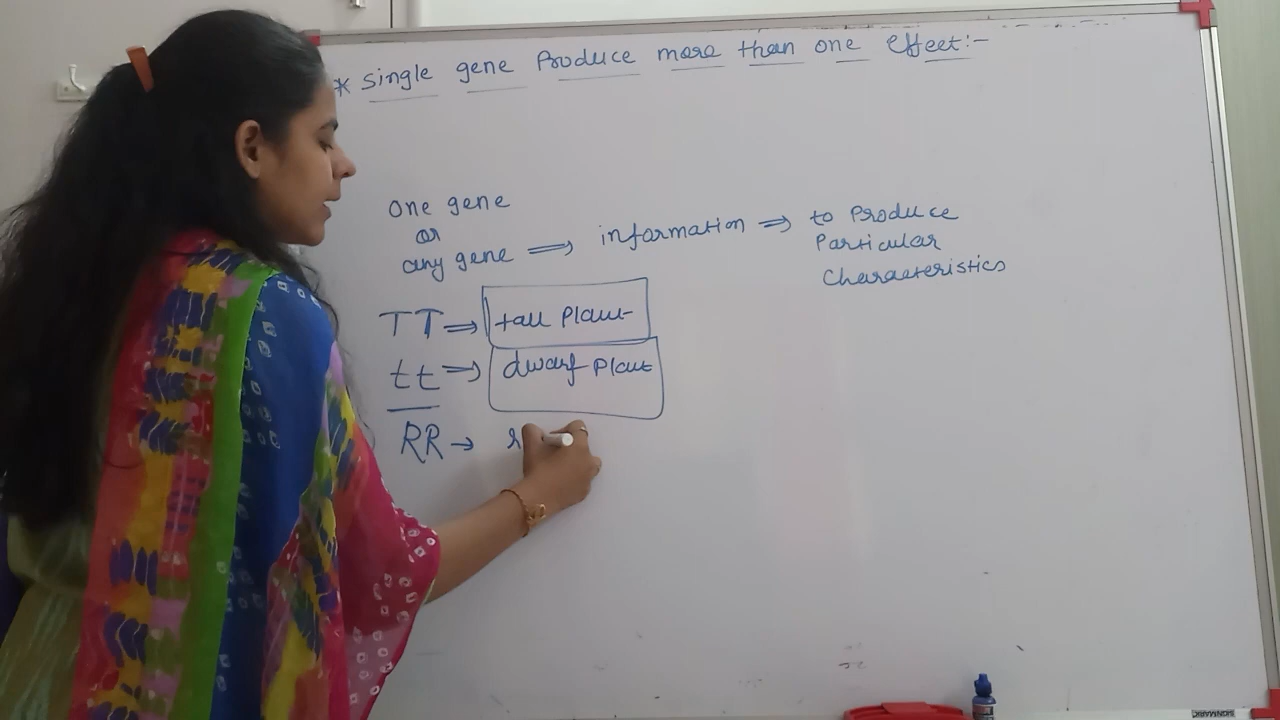 * Single gene Produce more than one effect:-
One gene
or
any gene ⇒ information ⇒ to Produce
Particular
Characteristics
TT ⇒ tall Plant
tt ⇒ dwarf Plant
RR →